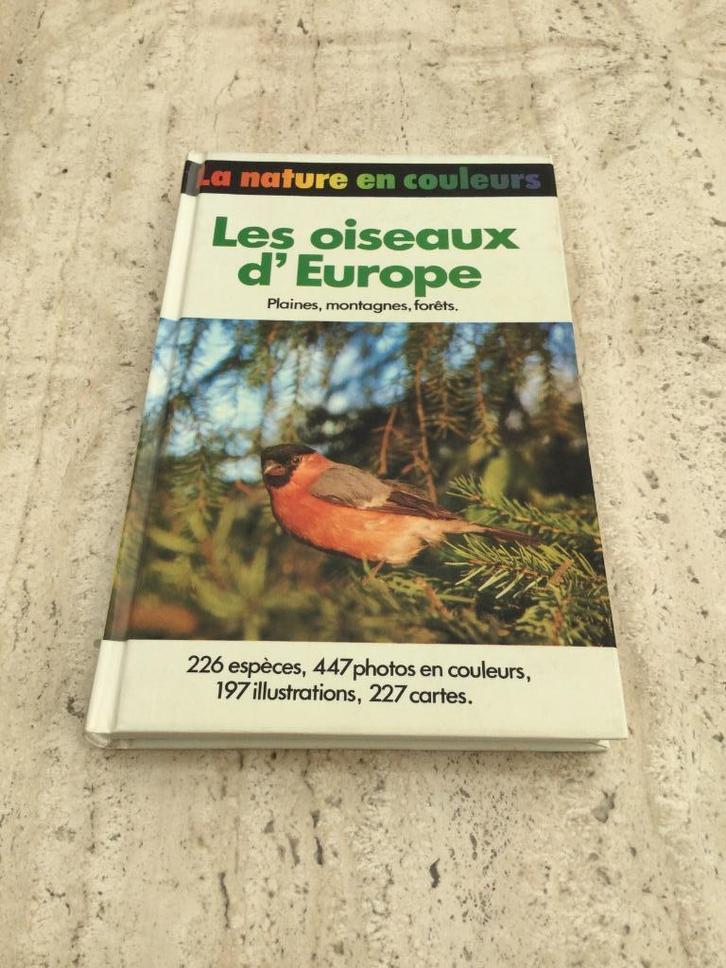 La nature en couleurs
Les oiseaux
d'Europe
Plaines, montagnes, forêts.
226 espèces, 447 photos en couleurs,
197 illustrations, 227 cartes.